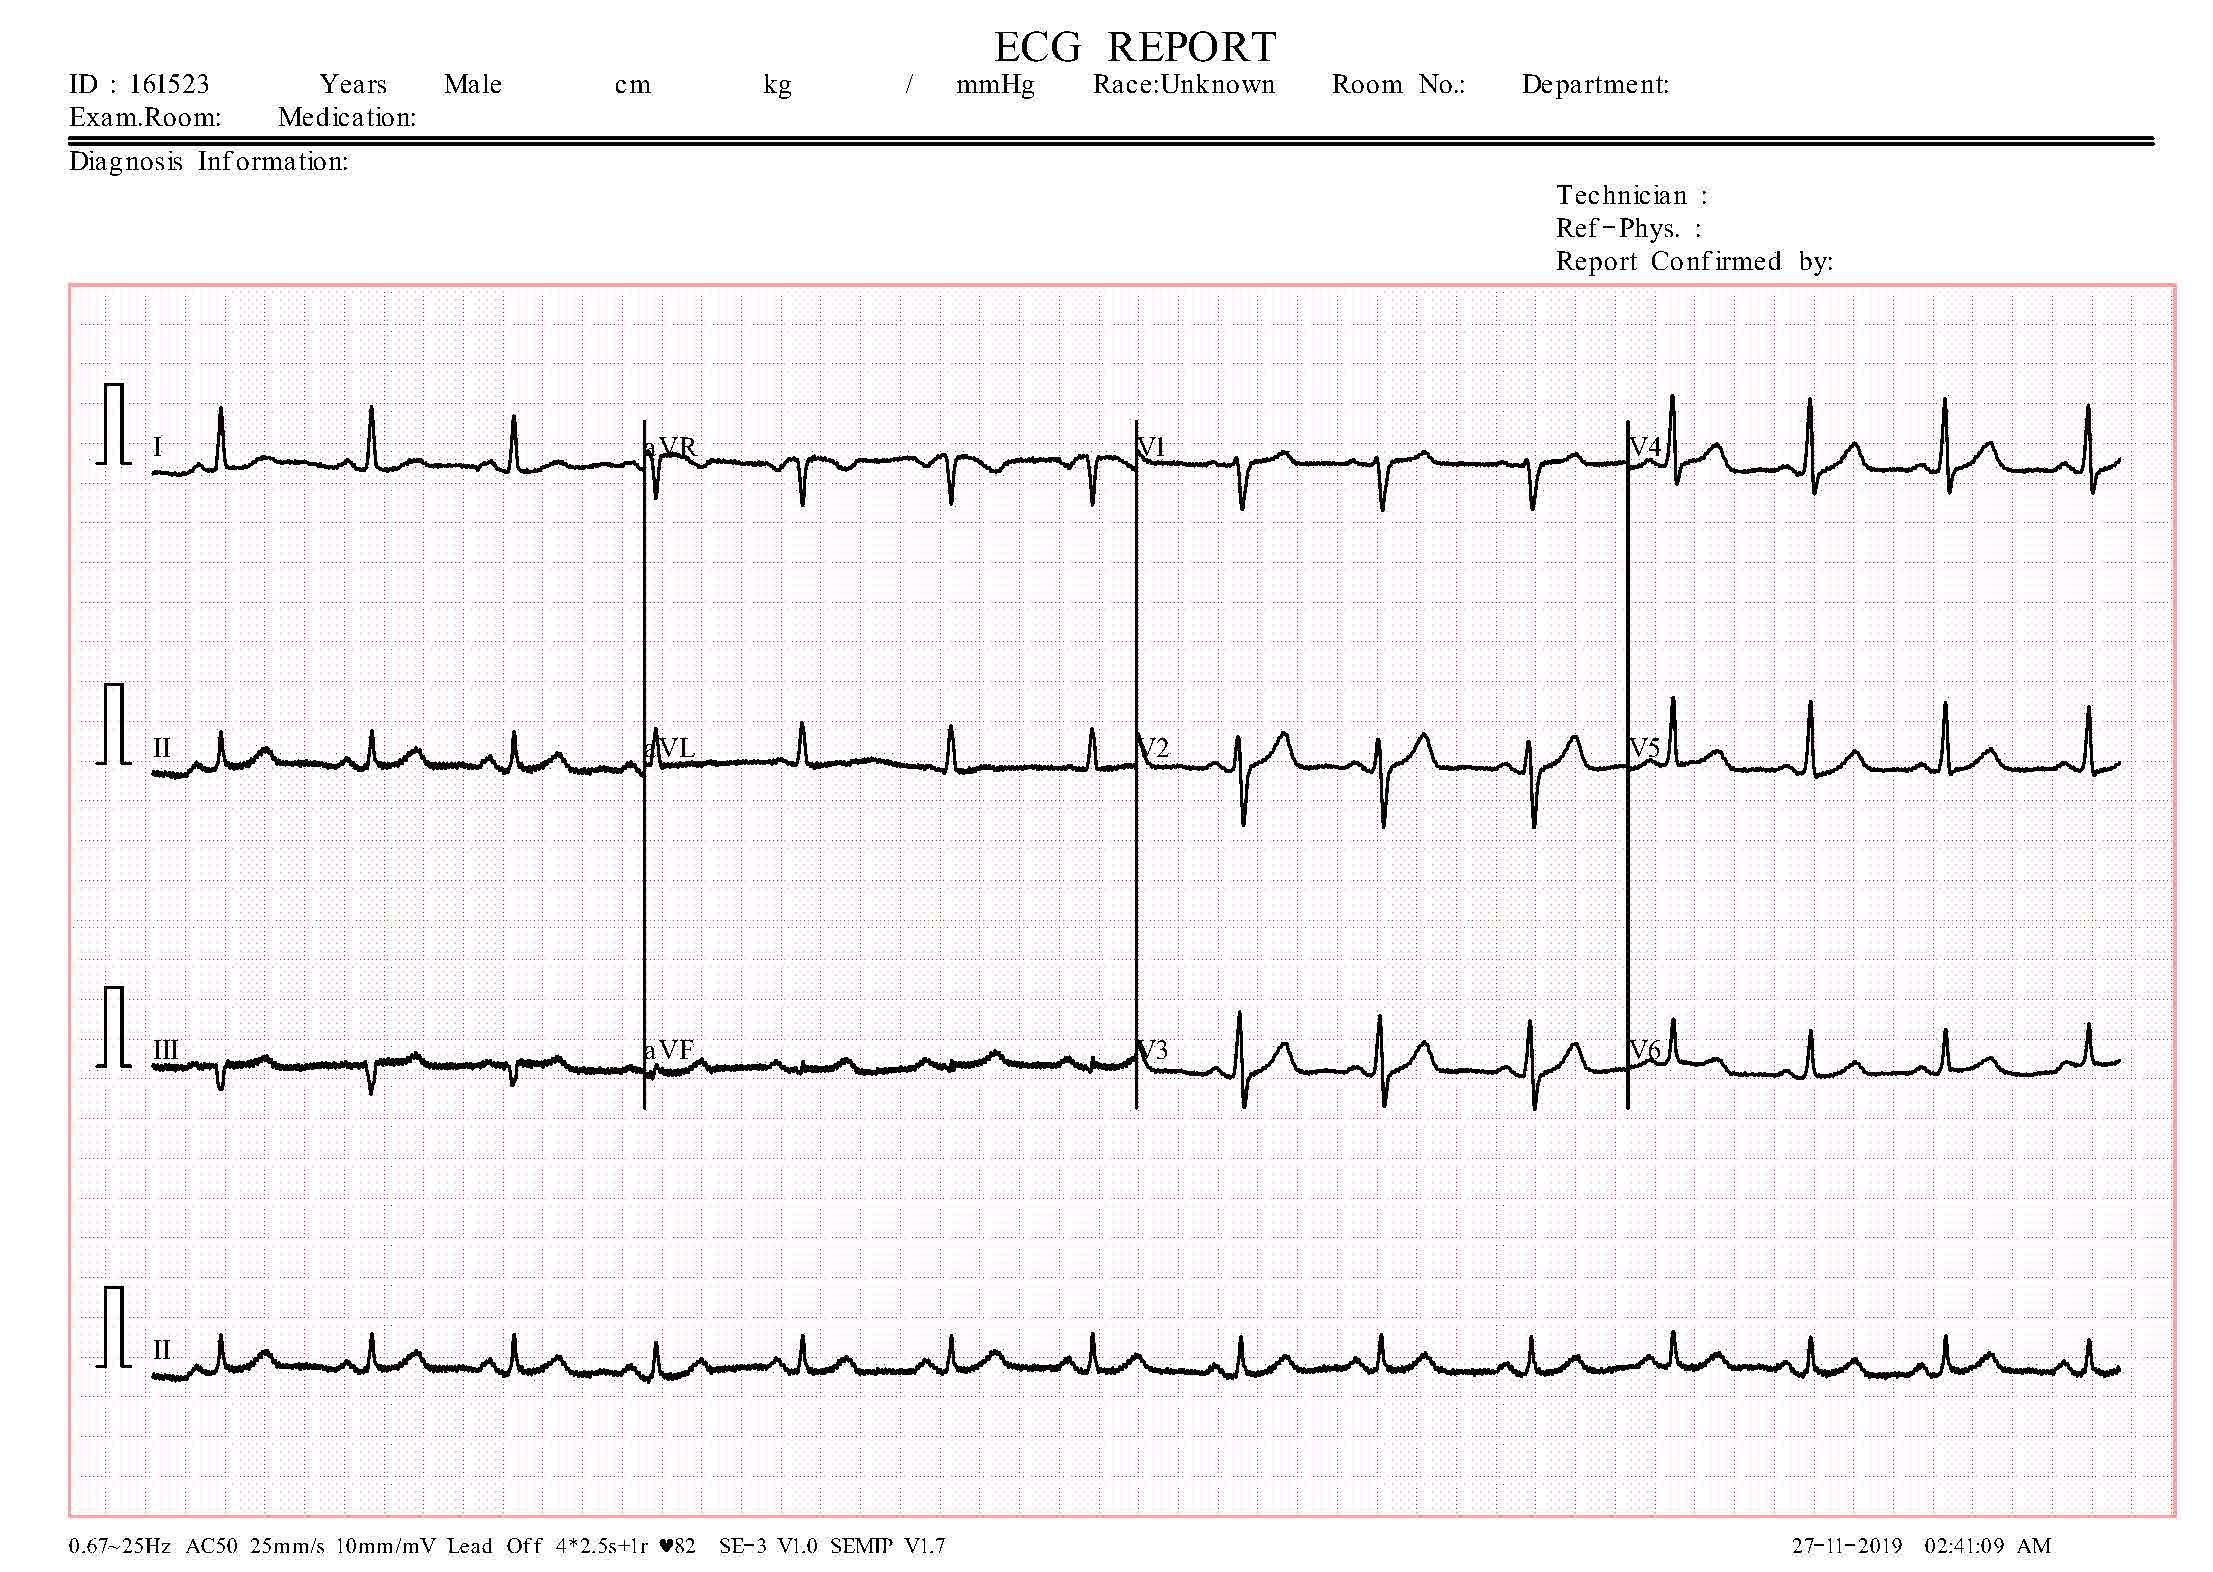 ECG REPORT
ID : 161523 Years Male cm kg / mmHg Race:Unknown Room No.: Department:
Exam.Room: Medication:
Diagnosis Information:
Technician :
Ref-Phys. :
Report Confirmed by:
I aVR V1 V4
II aVL V2 V5
III aVF V3 V6
II
0.67~25Hz AC50 25mm/s 10mm/mV Lead Off 4*2.5s+1r ♥82 SE-3 V1.0 SEMIP V1.7 27-11-2019 02:41:09 AM